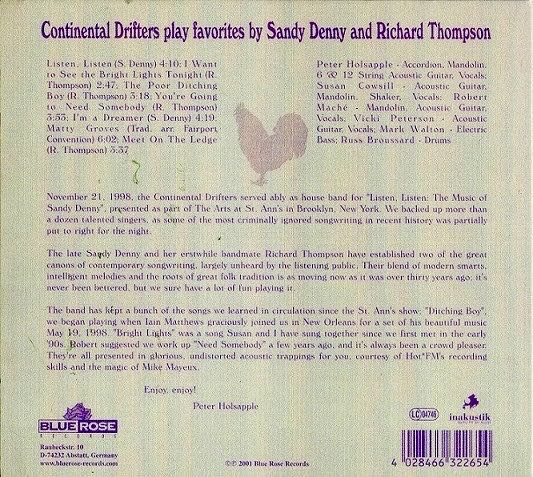 Continental Drifters play favorites by Sandy Denny and Richard Thompson
Listen, Listen (S. Denny) 4:10; I Want
to See the Bright Lights Tonight (R.
Thompson) 2:47; The Poor Ditching
Boy (R. Thompson) 3:18; You're Going
to Need Somebody (R. Thompson)
3:53; I'm a Dreamer (S. Denny) 4:19;
Matty Groves (Trad. arr. Fairport
Convention) 6:02; Meet On The Ledge
(R. Thompson) 3:37
Peter Holsapple - Accordion, Mandolin,
6 & 12 String Acoustic Guitar, Vocals;
Susan Cowsill - Acoustic Guitar,
Mandolin, Shaker, Vocals; Robert
Maché - Mandolin, Acoustic Guitar,
Vocals; Vicki Peterson - Acoustic
Guitar, Vocals; Mark Walton - Electric
Bass; Russ Broussard - Drums
November 21, 1998, the Continental Drifters served ably as house band for "Listen, Listen: The Music of
Sandy Denny", presented as part of The Arts at St. Ann's in Brooklyn, New York. We backed up more than
a dozen talented singers, as some of the most criminally ignored songwriting in recent history was partially
put to right for the night.
The late Sandy Denny and her erstwhile bandmate Richard Thompson have established two of the great
canons of contemporary songwriting, largely unheard by the listening public. Their blend of modern smarts,
intelligent melodies and the roots of great folk tradition is as moving now as it was over thirty years ago; it's
never been bettered, but we sure have a lot of fun playing it.
The band has kept a bunch of the songs we learned in circulation since the St. Ann's show; "Ditching Boy",
we began playing when Iain Matthews graciously joined us in New Orleans for a set of his beautiful music
May 19, 1998. "Bright Lights" was a song Susan and I have sung together since we first met in the early
'90s. Robert suggested we work up "Need Somebody" a few years ago, and it's always been a crowd pleaser.
They're all presented in glorious, undistorted acoustic trappings for you, courtesy of Hot*FM's recording
skills and the magic of Mike Mayeux.
Enjoy, enjoy!
Peter Holsapple
BLUE ROSE
RECORDS
Rauheckstr. 10
D-74232 Abstatt, Germany
www.bluerose-records.com
©℗ 2001 Blue Rose Records
LC 04746
inakustik
4 028466 322654